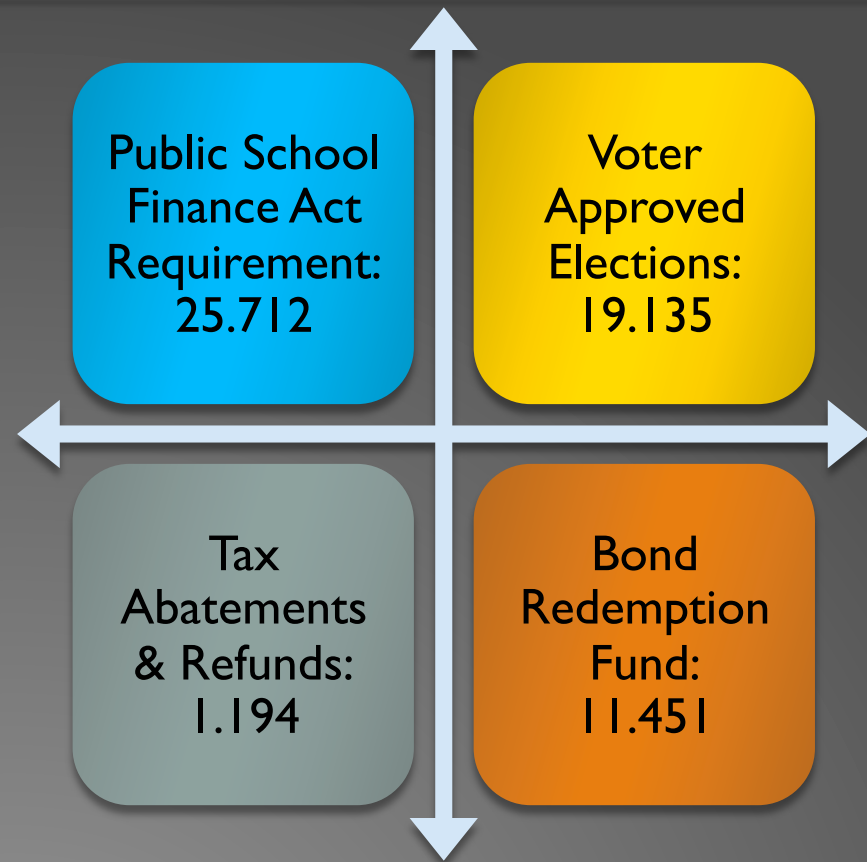 Public School
Finance Act
Requirement:
25.712
Voter
Approved
Elections:
19.135
Tax
Abatements
& Refunds:
1.194
Bond
Redemption
Fund:
11.451